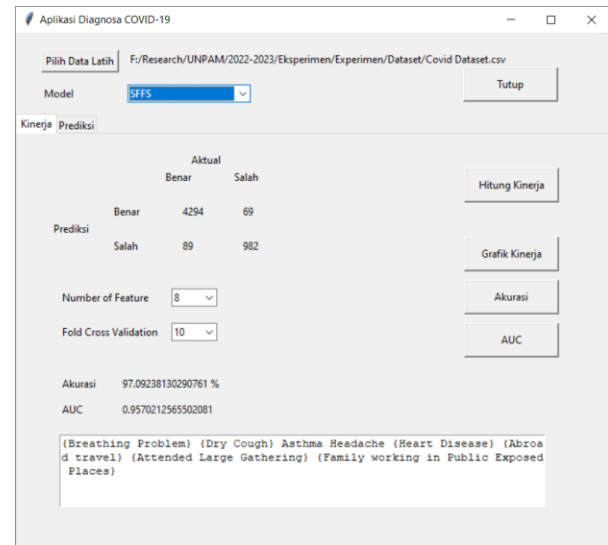 Aplikasi Diagnosa COVID-19
Pilih Data Latih F:/Research/UNPAM/2022-2023/Eksperimen/Experimen/Dataset/Covid Dataset.csv
Model SFFS Tutup
Kinerja Prediksi
Aktual
Benar Salah
Hitung Kinerja
Benar 4294 69
Prediksi
Salah 89 982
Grafik Kinerja
Number of Feature 8 Akurasi
Fold Cross Validation 10 AUC
Akurasi 97.09238130290761 %
AUC 0.9570212565502081
{Breathing Problem} {Dry Cough} Asthma Headache {Heart Disease} {Abroa
d travel} {Attended Large Gathering} {Family working in Public Exposed
Places}